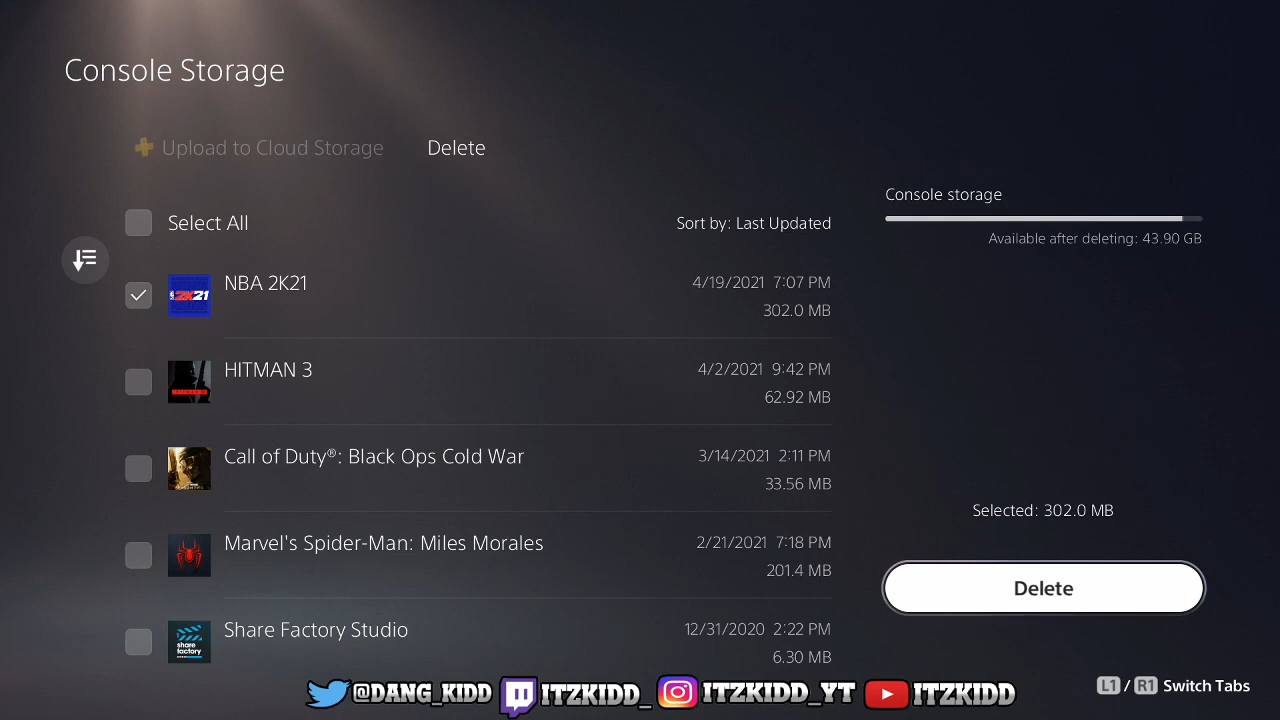 Console Storage
Upload to Cloud Storage Delete
Console storage
Available after deleting: 43.90 GB
Select All Sort by: Last Updated
NBA 2K21 4/19/2021 7:07 PM
302.0 MB
2K21
HITMAN 3 4/2/2021 9:42 PM
62.92 MB
Call of Duty®: Black Ops Cold War 3/14/2021 2:11 PM
33.56 MB
Marvel's Spider-Man: Miles Morales 2/21/2021 7:18 PM
201.4 MB
Share Factory Studio 12/31/2020 2:22 PM
6.30 MB
share
factory
Selected: 302.0 MB
Delete
@DANG_KIDD ITZKIDD_ ITZKIDD_YT ITZKIDD
L1 / R1 Switch Tabs